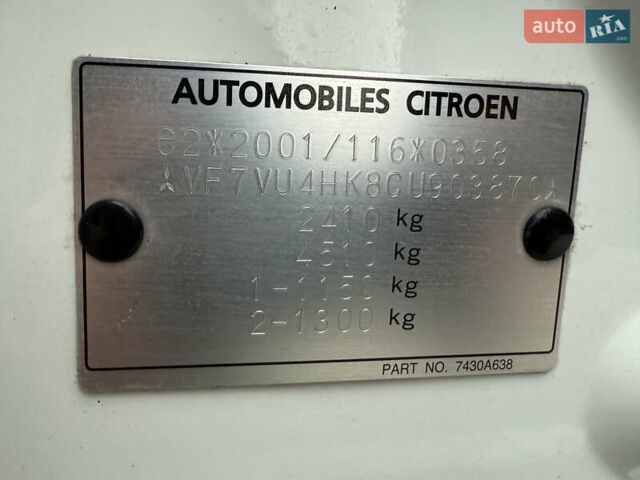 auto RIA.com
AUTOMOBILES CITROEN
e2*2001/116*0358
VF7VU4HK8CU903870
2410 kg
4510 kg
1-1150 kg
2-1300 kg
PART NO. 7430A638